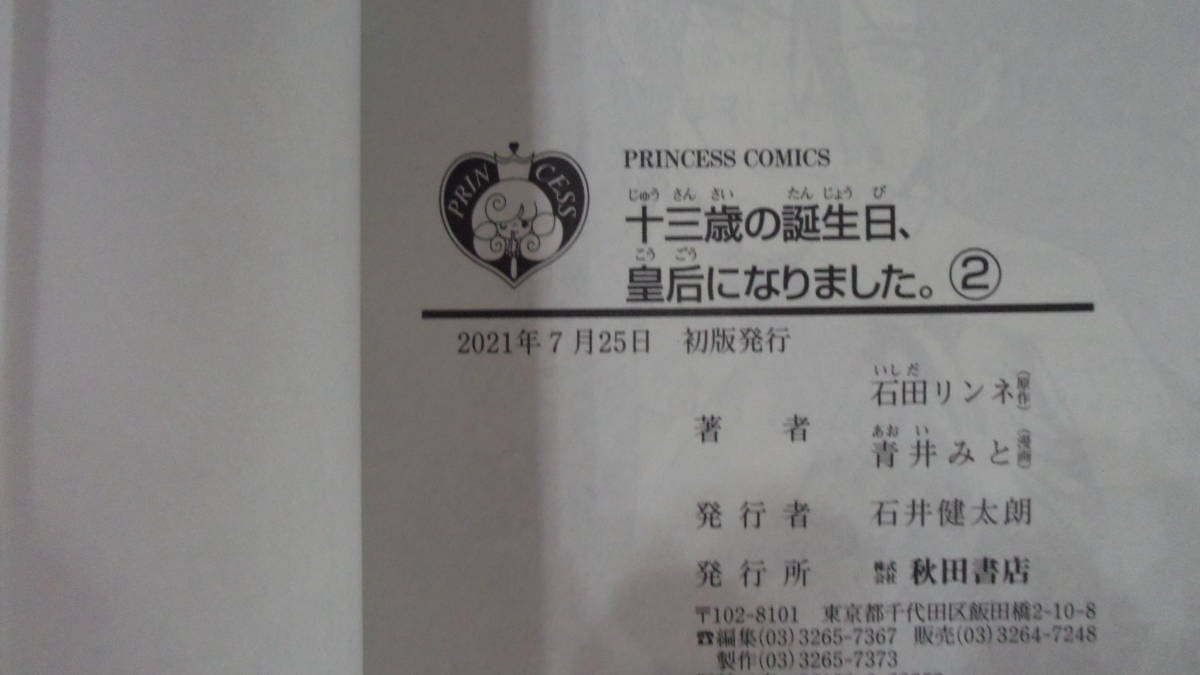 PRINCESS
PRINCESS COMICS
じゅう さん さい たん じょう び
十三歳の誕生日、
こう ごう
皇后になりました。②
2021年7月25日 初版発行
著者
いしだ
石田リンネ(原作)
あおい
青井みと(漫画)
発行者 石井健太朗
発行所 株式会社 秋田書店
〒102-8101 東京都千代田区飯田橋2-10-8
☎編集(03)3265-7367 販売(03)3264-7248
製作(03)3265-7373